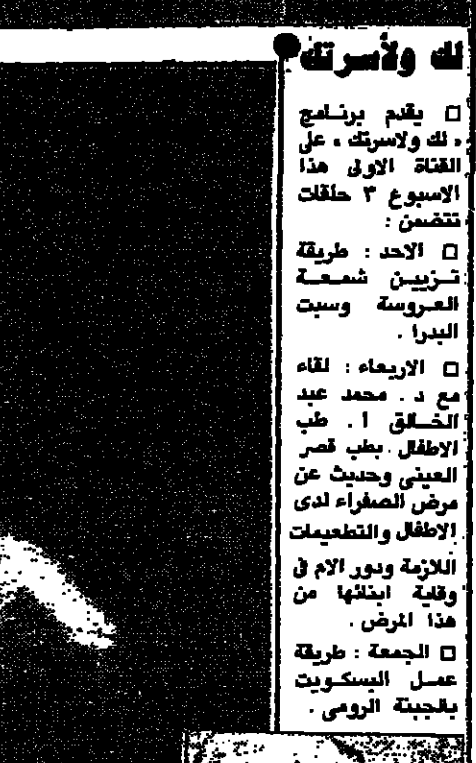 لك ولأسرتك
□ يقدم برنامج
« لك ولاسرتك » على
القناة الاولى هذا
الاسبوع ٣ حلقات
تتضمن :
□ الاحد : طريقة
تزيين شمعة
العروسة وسبت
البدرا .
□ الاربعاء : لقاء
مع د . محمد عبد
الخالق أ . طب
الاطفال بطب قصر
العينى وحديث عن
مرض الصفراء لدى
الاطفال والتطعيمات
اللازمة ودور الام فى
وقاية ابنائها من
هذا المرض .
□ الجمعة : طريقة
عمل البسكويت
بالجبنة الرومى .